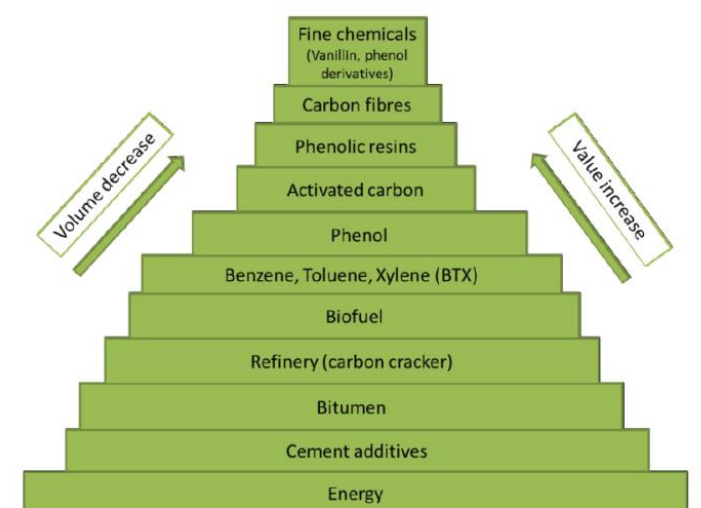 Fine chemicals
(Vanillin, phenol
derivatives)
Carbon fibres
Volume decrease
Value increase
Phenolic resins
Activated carbon
Phenol
Benzene, Toluene, Xylene (BTX)
Biofuel
Refinery (carbon cracker)
Bitumen
Cement additives
Energy